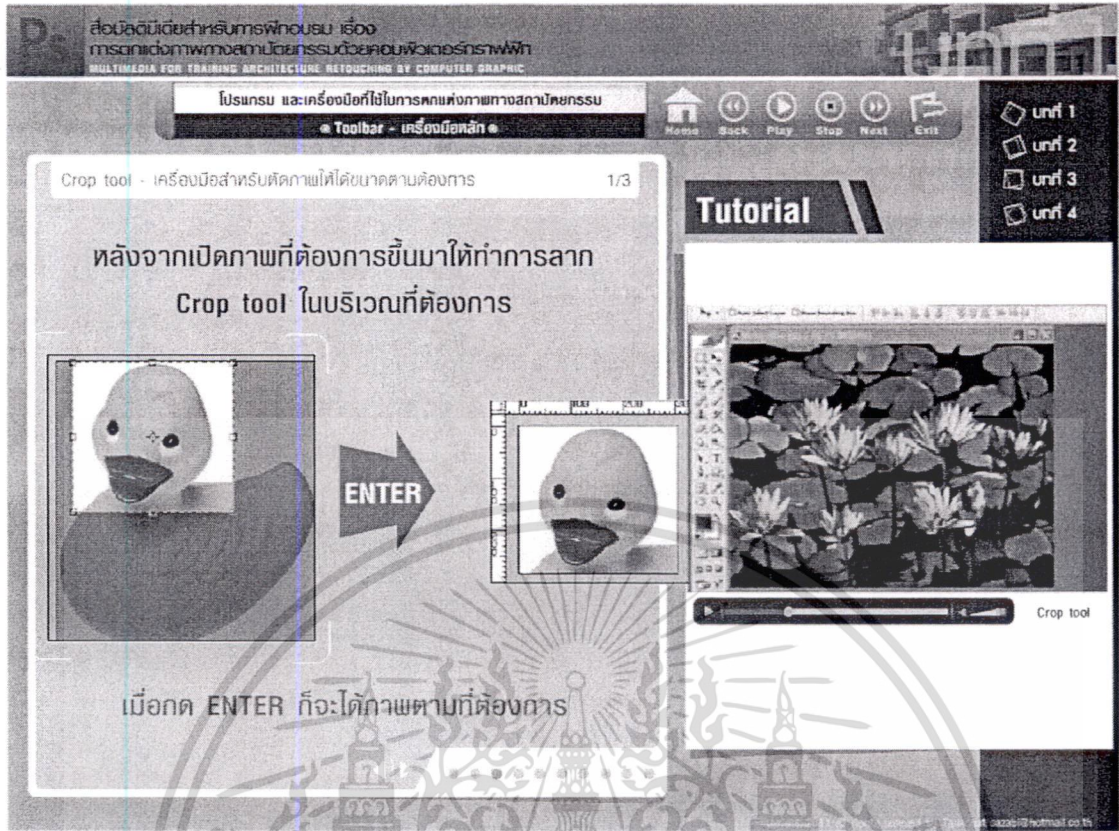 สื่อมัลติมีเดียสำหรับการฝึกอบรม เรื่อง
การตกแต่งภาพทางสถาปัตยกรรมด้วยคอมพิวเตอร์กราฟฟิก
MULTIMEDIA FOR TRAINING ARCHITECTURE RETOUCHING BY COMPUTER GRAPHIC
โปรแกรม และเครื่องมือที่ใช้ในการตกแต่งภาพทางสถาปัตยกรรม
Toolbar - เครื่องมือหลัก
Home Back Play Stop Next Exit
บทที่ 1
บทที่ 2
บทที่ 3
บทที่ 4
Crop tool - เครื่องมือสำหรับตัดภาพให้ได้ขนาดตามต้องการ 1/3
Tutorial
หลังจากเปิดภาพที่ต้องการขึ้นมาให้ทำการลาก
Crop tool ในบริเวณที่ต้องการ
ENTER
0 100 200
Crop tool
เมื่อกด ENTER ก็จะได้ภาพตามที่ต้องการ